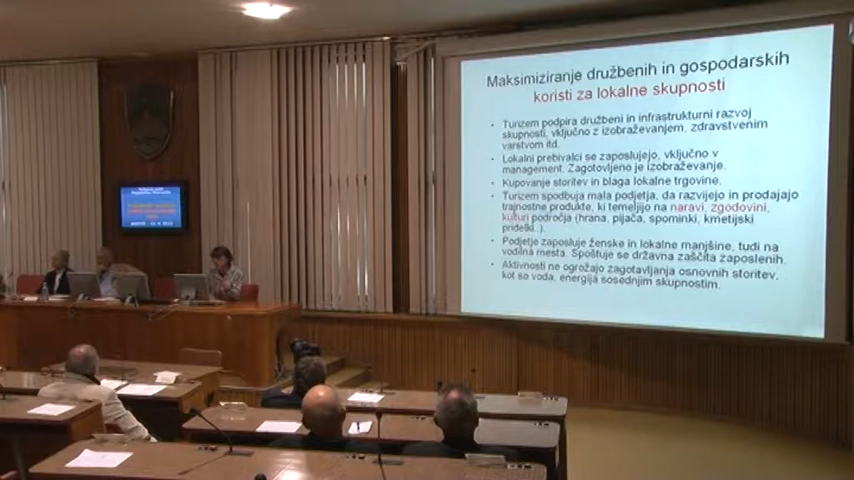 Maksimiziranje družbenih in gospodarskih
koristi za lokalne skupnosti
• Turizem podpira družbeni in infrastrukturni razvoj
skupnosti, vključno z izobraževanjem, zdravstvenim
varstvom itd.
• Lokalni prebivalci se zaposlujejo, vključno v
management. Zagotovljeno je izobraževanje.
• Kupovanje storitev in blaga lokalne trgovine.
• Turizem spodbuja mala podjetja, da razvijejo in prodajajo
trajnostne produkte, ki temeljijo na naravi, zgodovini,
kulturi področja (hrana, pijača, spominki, kmetijski
pridelki..).
• Podjetje zaposluje ženske in lokalne manjšine, tudi na
vodilna mesta. Spoštuje se državna zaščita zaposlenih.
• Aktivnosti ne ogrožajo zagotavljanja osnovnih storitev,
kot so voda, energija sosednjim skupnostim.